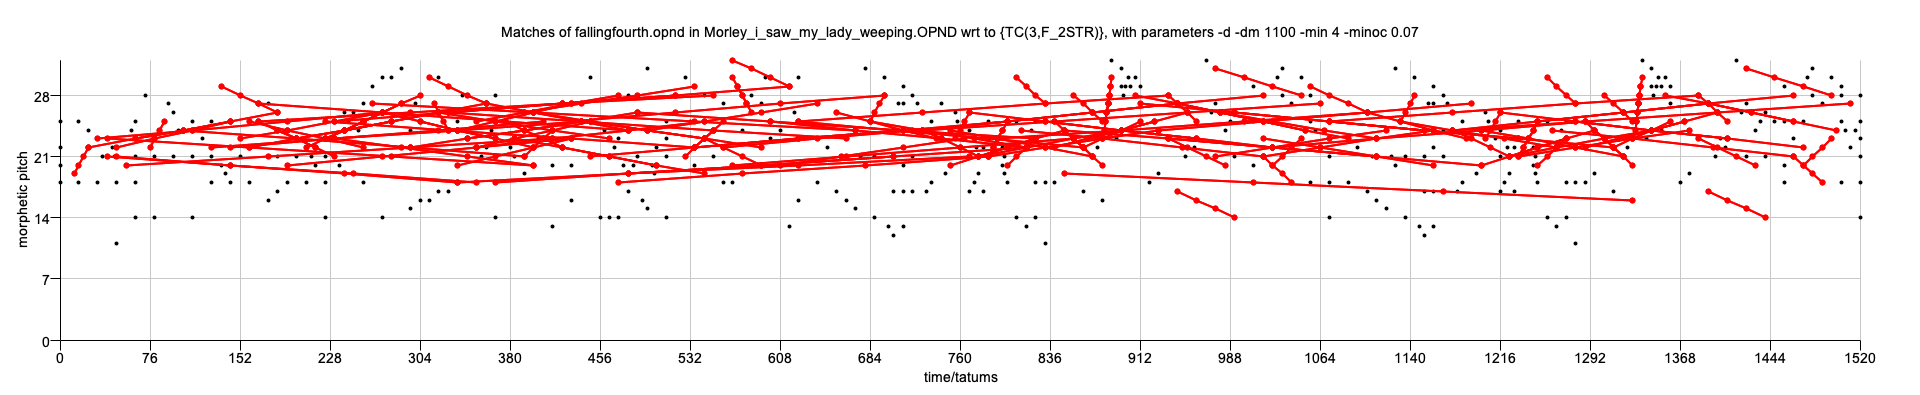 Matches of fallingfourth.opnd in Morley_i_saw_my_lady_weeping.OPND wrt to {TC(3,F_2STR)}, with parameters -d -dm 1100 -min 4 -minoc 0.07
morphetic pitch
28
21
14
7
0
0 76 152 228 304 380 456 532 608 684 760 836 912 988 1064 1140 1216 1292 1368 1444 1520
time/tatums